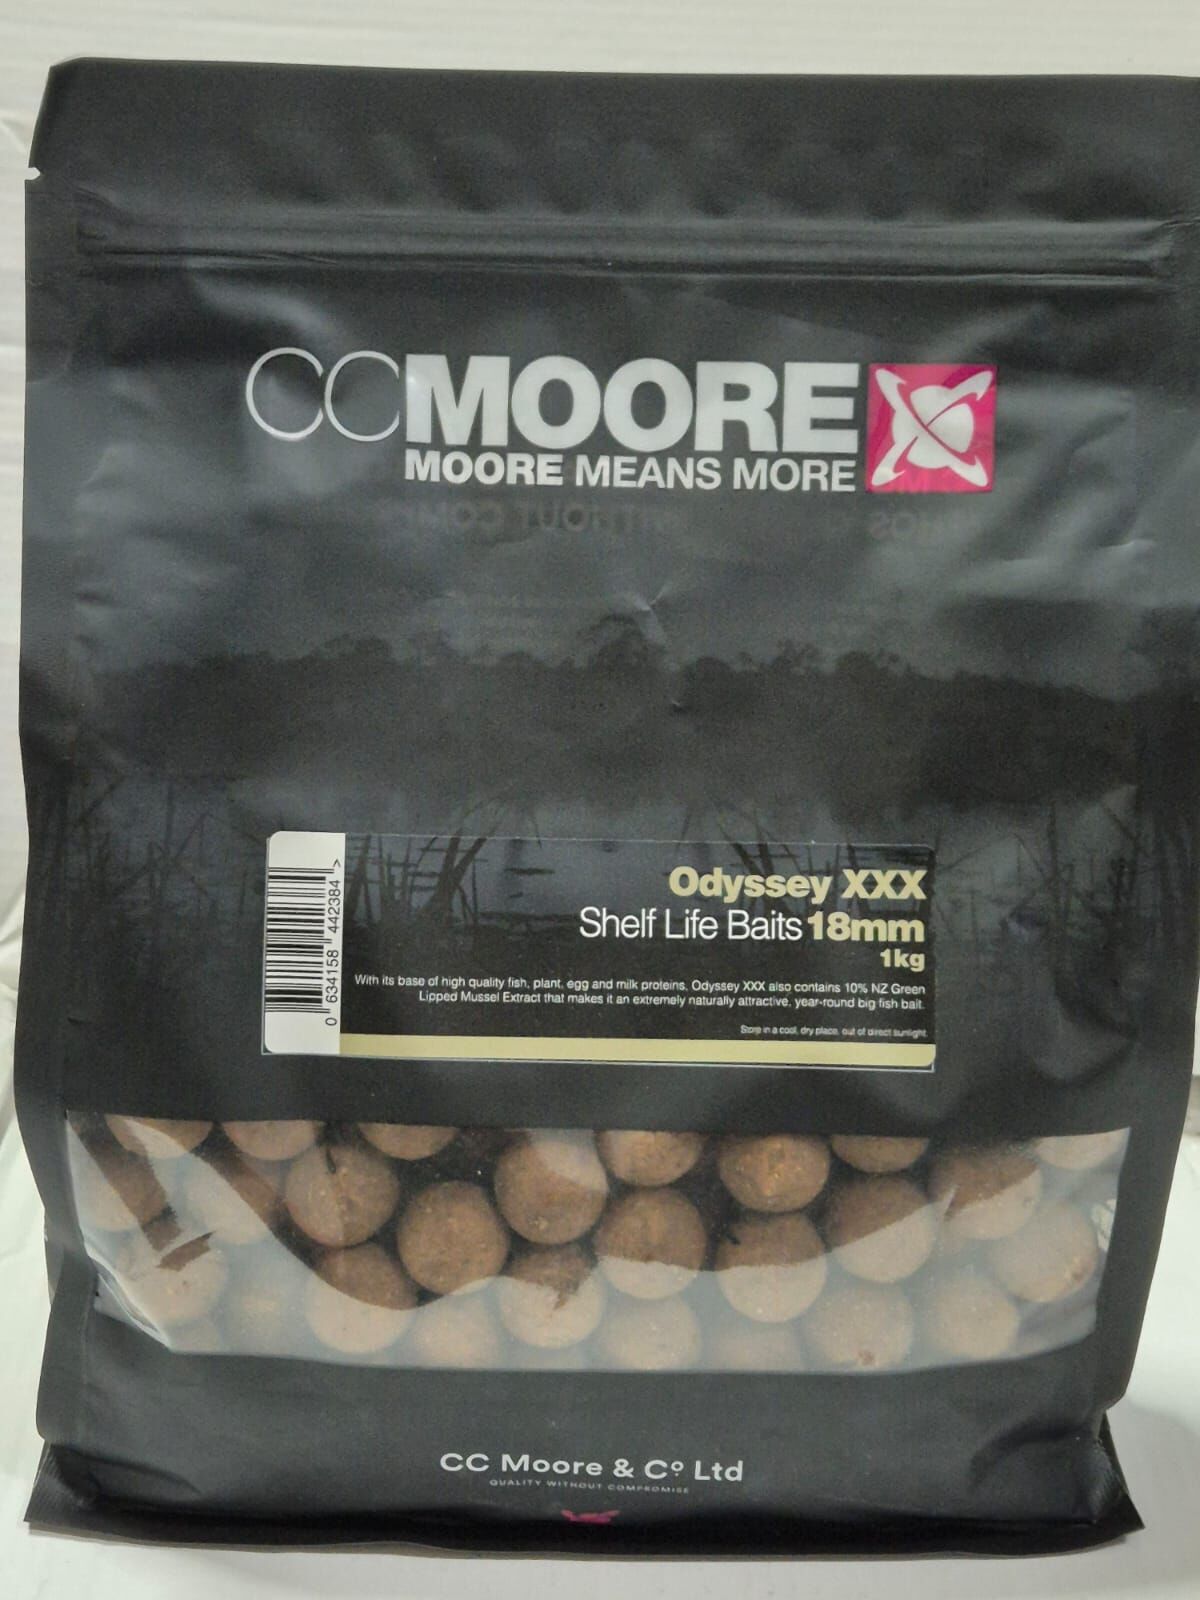 CCMOORE
MOORE MEANS MORE
Odyssey XXX
Shelf Life Baits 18mm
1kg
With its base of high quality fish, plant, egg and milk proteins, Odyssey XXX also contains 10% NZ Green
Lipped Mussel Extract that makes it an extremely naturally attractive, year-round big fish bait.
Store in a cool, dry place, out of direct sunlight.
0 634158 442384 >
CC Moore & Cº Ltd
QUALITY WITHOUT COMPROMISE